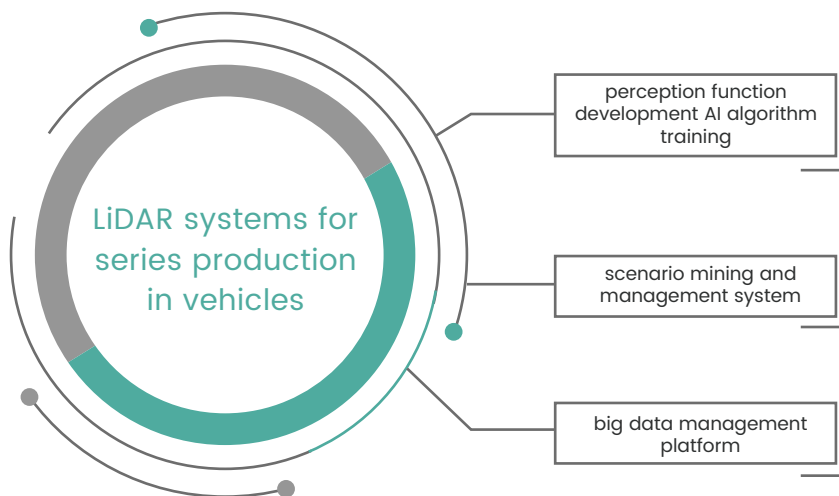 LiDAR systems for
series production
in vehicles
perception function
development AI algorithm
training
scenario mining and
management system
big data management
platform